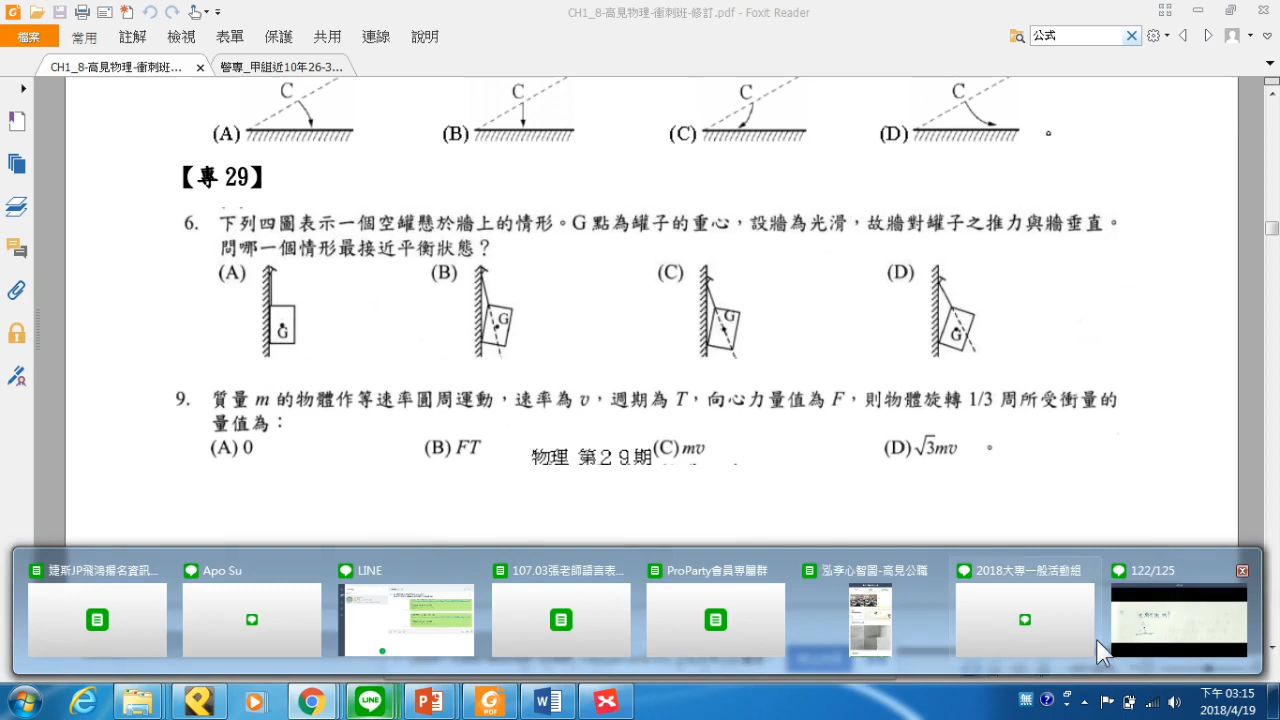 CH1_8-高見物理-衝刺班-修訂.pdf - Foxit Reader
檔案 常用 註解 檢視 表單 保護 共用 連線 說明
公式
CH1_8-高見物理-衝刺班...
警專_甲組近10年26-3...
C C C C
(A) (B) (C) (D) 。
【專 29】
6. 下列四圖表示一個空罐懸於牆上的情形。G 點為罐子的重心，設牆為光滑，故牆對罐子之推力與牆垂直。
問哪一個情形最接近平衡狀態？
(A) (B) (C) (D)
G G G G
9. 質量 m 的物體作等速率圓周運動，速率為 v，週期為 T，向心力量值為 F，則物體旋轉 1/3 周所受衝量的
量值為：
(A) 0 (B) FT (C) mv (D) √3mv 。
物理 第２９期
捷斯JP飛鴻撥名資訊...
Apo Su
LINE
107.03張老師語言表...
ProParty會員專屬群
泓孝心智圖-高見公職
2018大專一般活動組
122/125
下午 03:15
2018/4/19